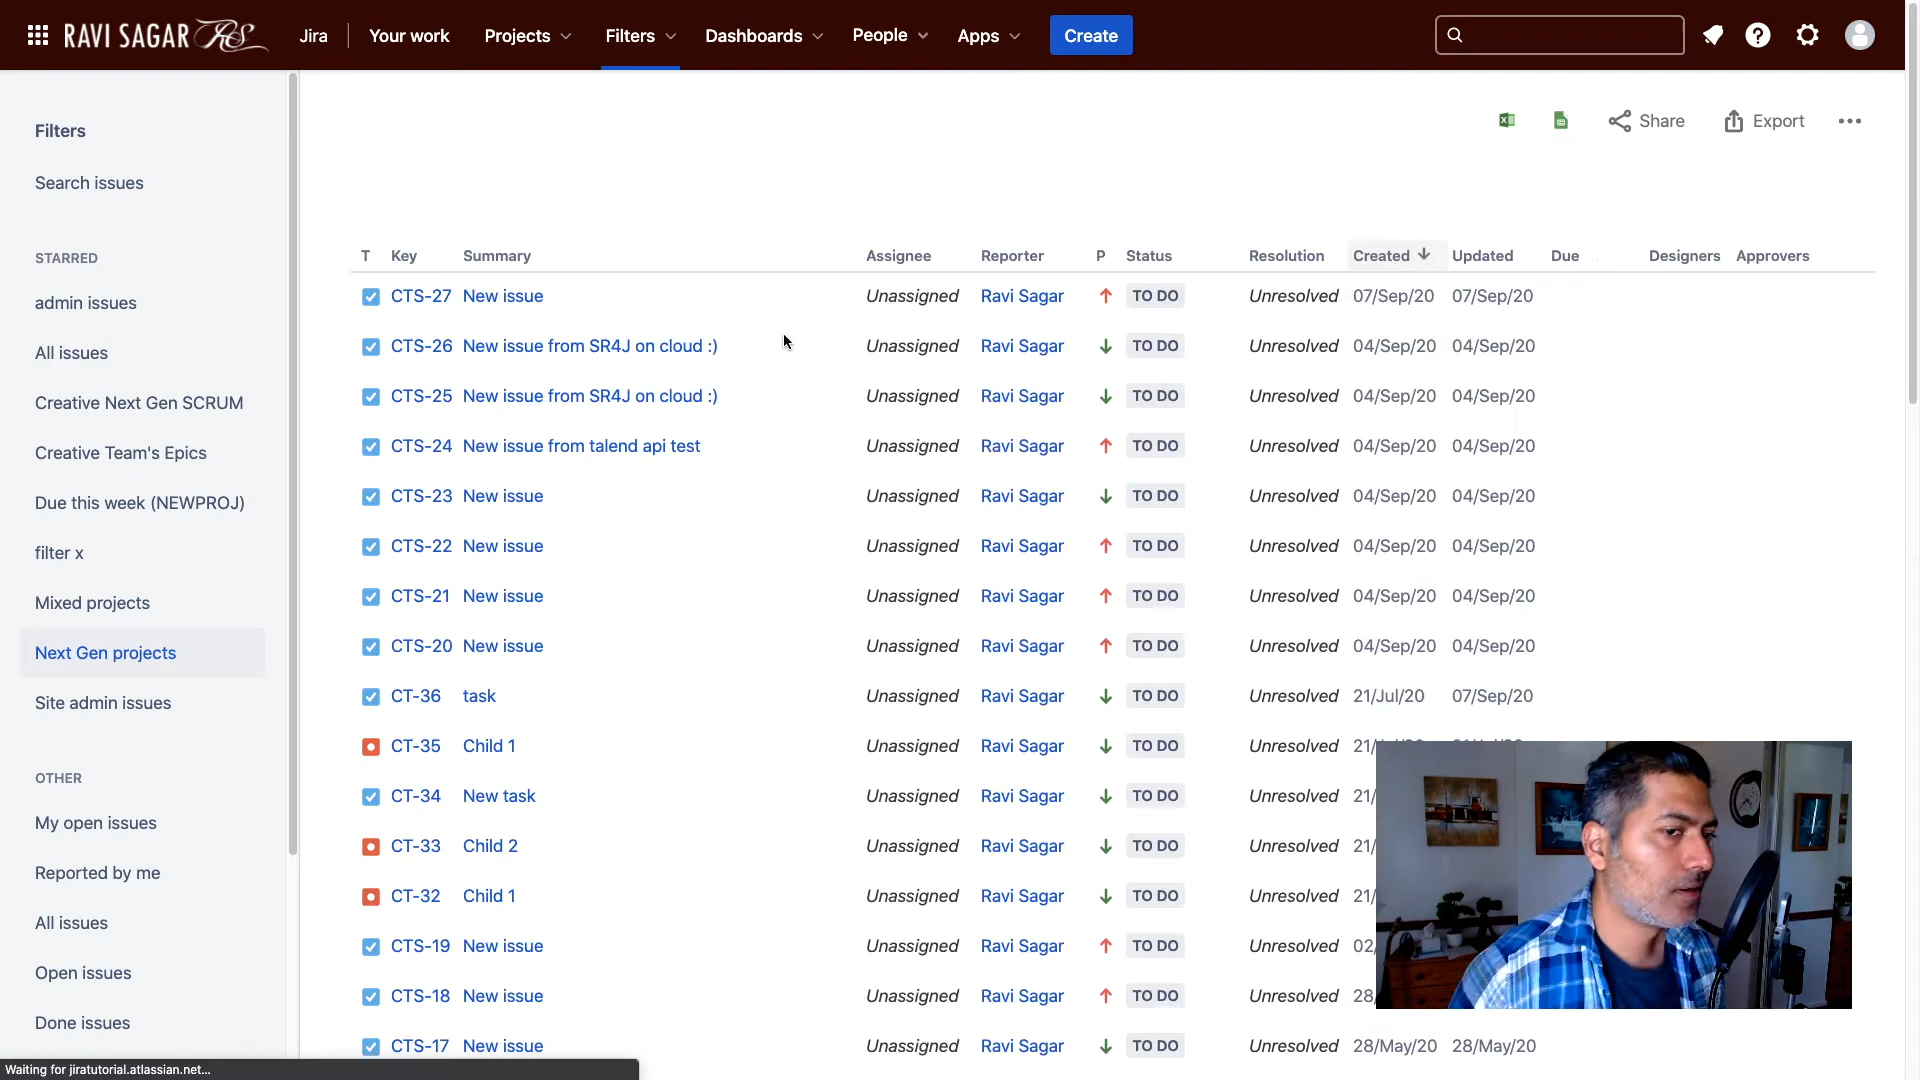 RAVI SAGAR RS Jira Your work Projects Filters Dashboards People Apps Create
Filters
Search issues
STARRED
admin issues
All issues
Creative Next Gen SCRUM
Creative Team's Epics
Due this week (NEWPROJ)
filter x
Mixed projects
Next Gen projects
Site admin issues
OTHER
My open issues
Reported by me
All issues
Open issues
Done issues
Share Export
T Key Summary Assignee Reporter P Status Resolution Created Updated Due Designers Approvers
CTS-27 New issue Unassigned Ravi Sagar TO DO Unresolved 07/Sep/20 07/Sep/20
CTS-26 New issue from SR4J on cloud :) Unassigned Ravi Sagar TO DO Unresolved 04/Sep/20 04/Sep/20
CTS-25 New issue from SR4J on cloud :) Unassigned Ravi Sagar TO DO Unresolved 04/Sep/20 04/Sep/20
CTS-24 New issue from talend api test Unassigned Ravi Sagar TO DO Unresolved 04/Sep/20 04/Sep/20
CTS-23 New issue Unassigned Ravi Sagar TO DO Unresolved 04/Sep/20 04/Sep/20
CTS-22 New issue Unassigned Ravi Sagar TO DO Unresolved 04/Sep/20 04/Sep/20
CTS-21 New issue Unassigned Ravi Sagar TO DO Unresolved 04/Sep/20 04/Sep/20
CTS-20 New issue Unassigned Ravi Sagar TO DO Unresolved 04/Sep/20 04/Sep/20
CT-36 task Unassigned Ravi Sagar TO DO Unresolved 21/Jul/20 07/Sep/20
CT-35 Child 1 Unassigned Ravi Sagar TO DO Unresolved 21/
CT-34 New task Unassigned Ravi Sagar TO DO Unresolved 21/
CT-33 Child 2 Unassigned Ravi Sagar TO DO Unresolved 21/
CT-32 Child 1 Unassigned Ravi Sagar TO DO Unresolved 21/
CTS-19 New issue Unassigned Ravi Sagar TO DO Unresolved 02/
CTS-18 New issue Unassigned Ravi Sagar TO DO Unresolved 28/
CTS-17 New issue Unassigned Ravi Sagar TO DO Unresolved 28/May/20 28/May/20
Waiting for jiratutorial.atlassian.net...